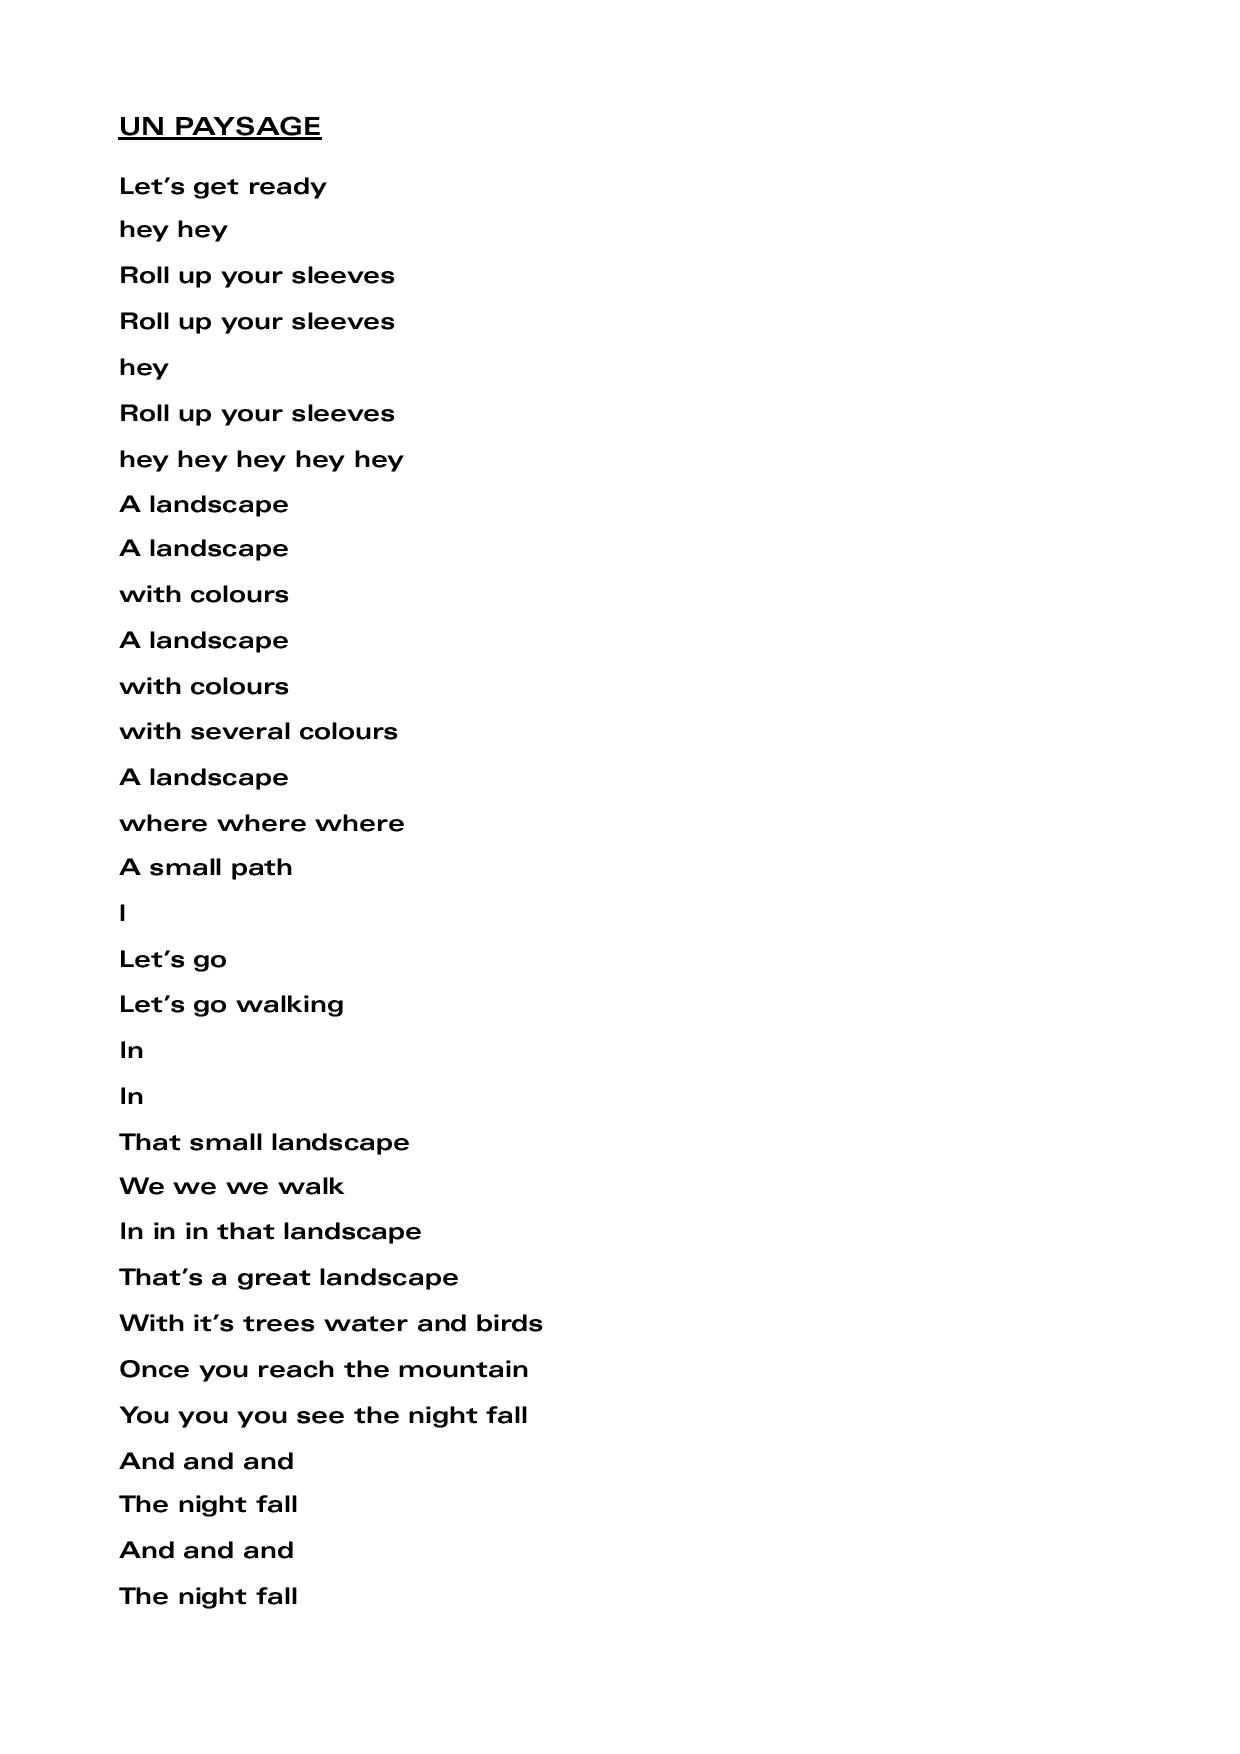 UN PAYSAGE
Let’s get ready
hey hey
Roll up your sleeves
Roll up your sleeves
hey
Roll up your sleeves
hey hey hey hey hey
A landscape
A landscape
with colours
A landscape
with colours
with several colours
A landscape
where where where
A small path
I
Let’s go
Let’s go walking
In
In
That small landscape
We we we walk
In in in that landscape
That’s a great landscape
With it’s trees water and birds
Once you reach the mountain
You you you see the night fall
And and and
The night fall
And and and
The night fall